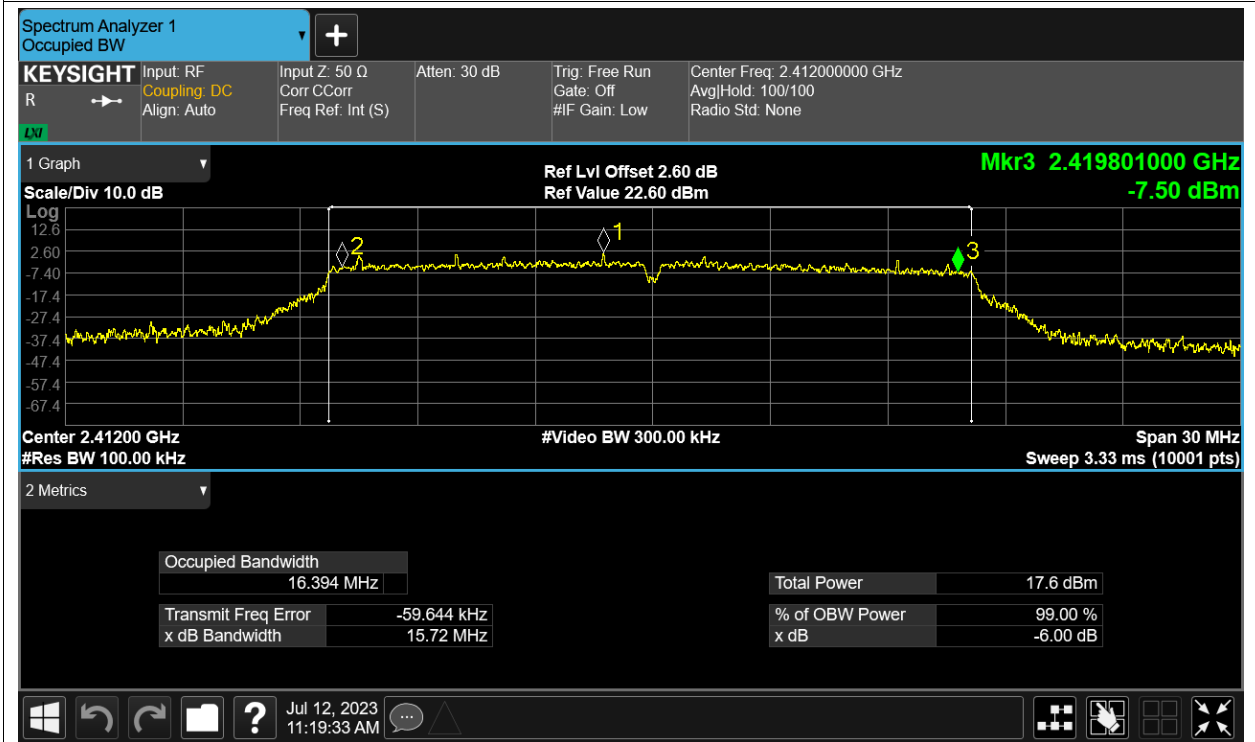 Spectrum Analyzer 1
Occupied BW
+
KEYSIGHT
R
LXI
Input: RF
Coupling: DC
Align: Auto
Input Z: 50 Ω
Corr CCorr
Freq Ref: Int (S)
Atten: 30 dB
Trig: Free Run
Gate: Off
#IF Gain: Low
Center Freq: 2.412000000 GHz
Avg|Hold: 100/100
Radio Std: None
1 Graph
Scale/Div 10.0 dB
Ref Lvl Offset 2.60 dB
Ref Value 22.60 dBm
Mkr3 2.419801000 GHz
-7.50 dBm
Log
12.6
2.60
-7.40
-17.4
-27.4
-37.4
-47.4
-57.4
-67.4
2
1
3
Center 2.41200 GHz
#Res BW 100.00 kHz
#Video BW 300.00 kHz
Span 30 MHz
Sweep 3.33 ms (10001 pts)
2 Metrics
Occupied Bandwidth
16.394 MHz
Transmit Freq Error -59.644 kHz
x dB Bandwidth 15.72 MHz
Total Power 17.6 dBm
% of OBW Power 99.00 %
x dB -6.00 dB
?
Jul 12, 2023
11:19:33 AM